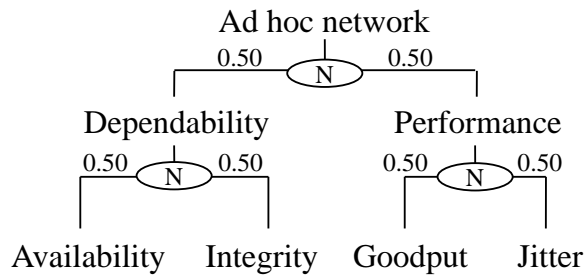 Ad hoc network
0.50 N 0.50
Dependability Performance
0.50 N 0.50 0.50 N 0.50
Availability Integrity Goodput Jitter